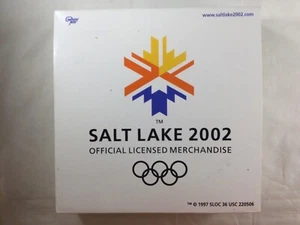 www.saltlake2002.com
TM
SALT LAKE 2002
OFFICIAL LICENSED MERCHANDISE
TM © 1997 SLOC 36 USC 220506